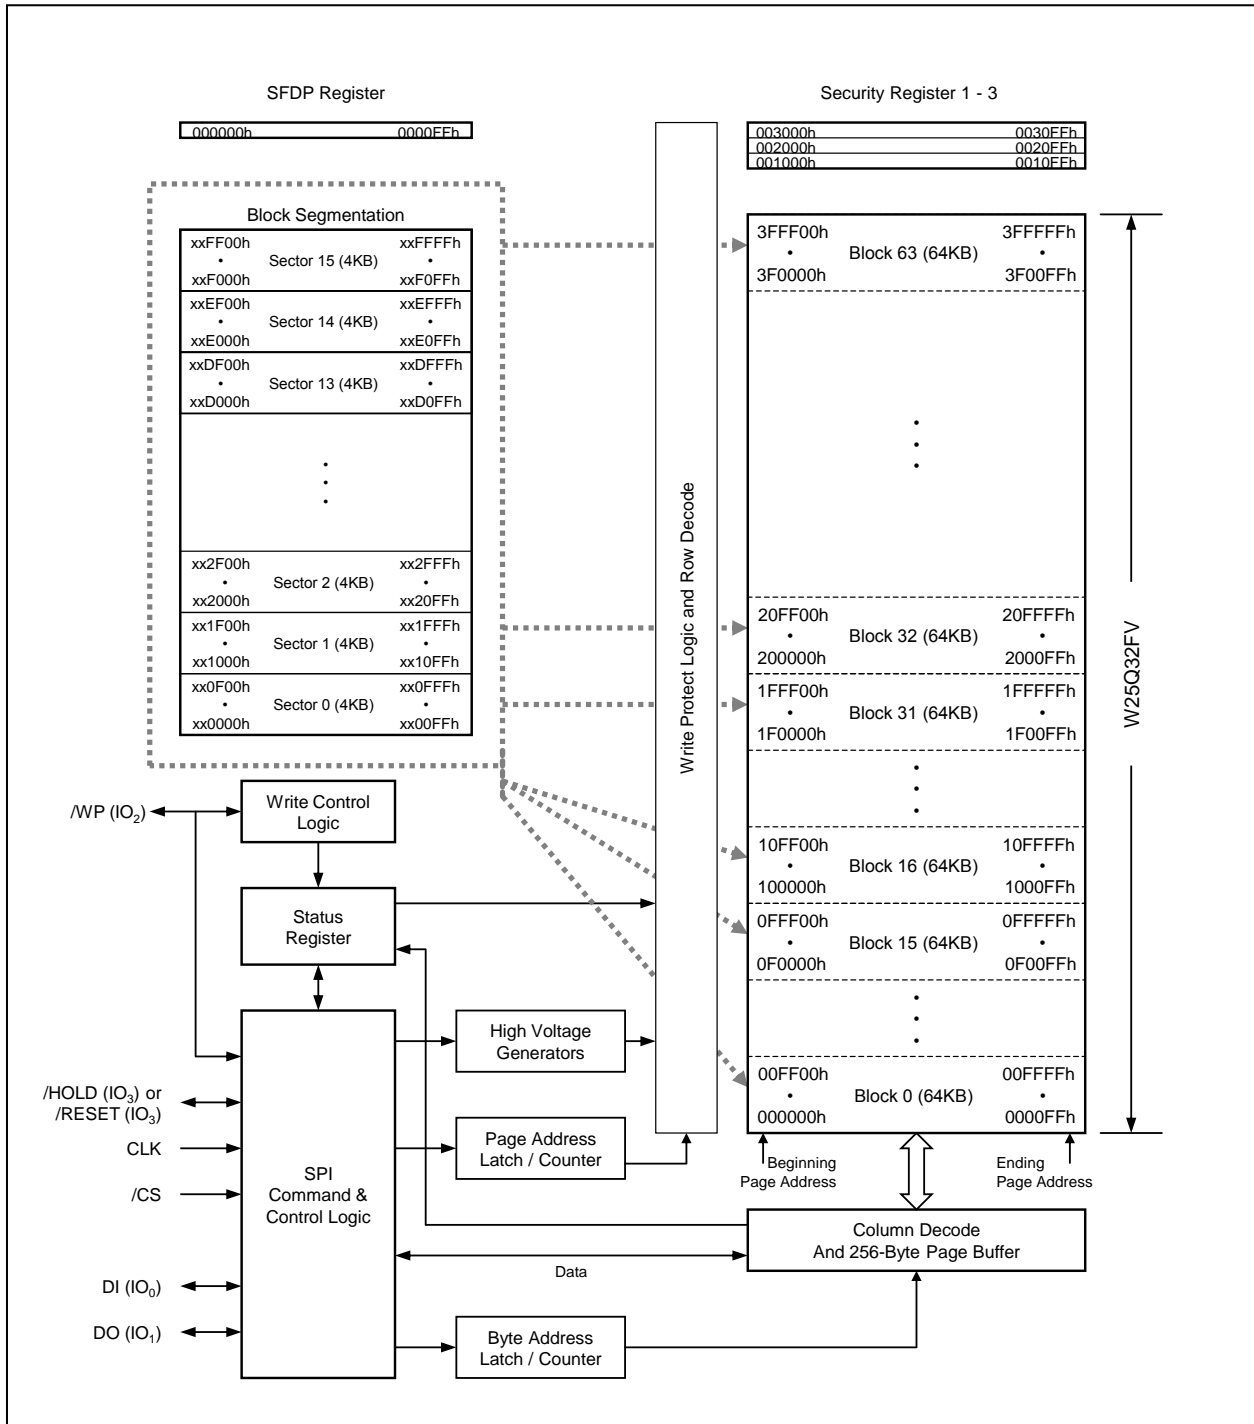 SFDP Register
000000h 0000FFh
Block Segmentation
xxFF00h xxFFFFh
• Sector 15 (4KB) •
xxF000h xxF0FFh
xxEF00h xxEFFFh
• Sector 14 (4KB) •
xxE000h xxE0FFh
xxDF00h xxDFFFh
• Sector 13 (4KB) •
xxD000h xxD0FFh
xx2F00h xx2FFFh
• Sector 2 (4KB) •
xx2000h xx20FFh
xx1F00h xx1FFFh
• Sector 1 (4KB) •
xx1000h xx10FFh
xx0F00h xx0FFFh
• Sector 0 (4KB) •
xx0000h xx00FFh
Write Protect Logic and Row Decode
Security Register 1 - 3
003000h 0030FFh
002000h 0020FFh
001000h 0010FFh
3FFF00h 3FFFFFh
• Block 63 (64KB) •
3F0000h 3F00FFh
20FF00h 20FFFFh
• Block 32 (64KB) •
200000h 2000FFh
1FFF00h 1FFFFFh
• Block 31 (64KB) •
1F0000h 1F00FFh
10FF00h 10FFFFh
• Block 16 (64KB) •
100000h 1000FFh
0FFF00h 0FFFFFh
• Block 15 (64KB) •
0F0000h 0F00FFh
00FF00h 00FFFFh
• Block 0 (64KB) •
000000h 0000FFh
W25Q32FV
Beginning
Page Address
Ending
Page Address
/WP (IO2)
Write Control
Logic
Status
Register
High Voltage
Generators
/HOLD (IO3) or
/RESET (IO3)
CLK
/CS
DI (IO0)
DO (IO1)
SPI
Command &
Control Logic
Page Address
Latch / Counter
Column Decode
And 256-Byte Page Buffer
Data
Byte Address
Latch / Counter